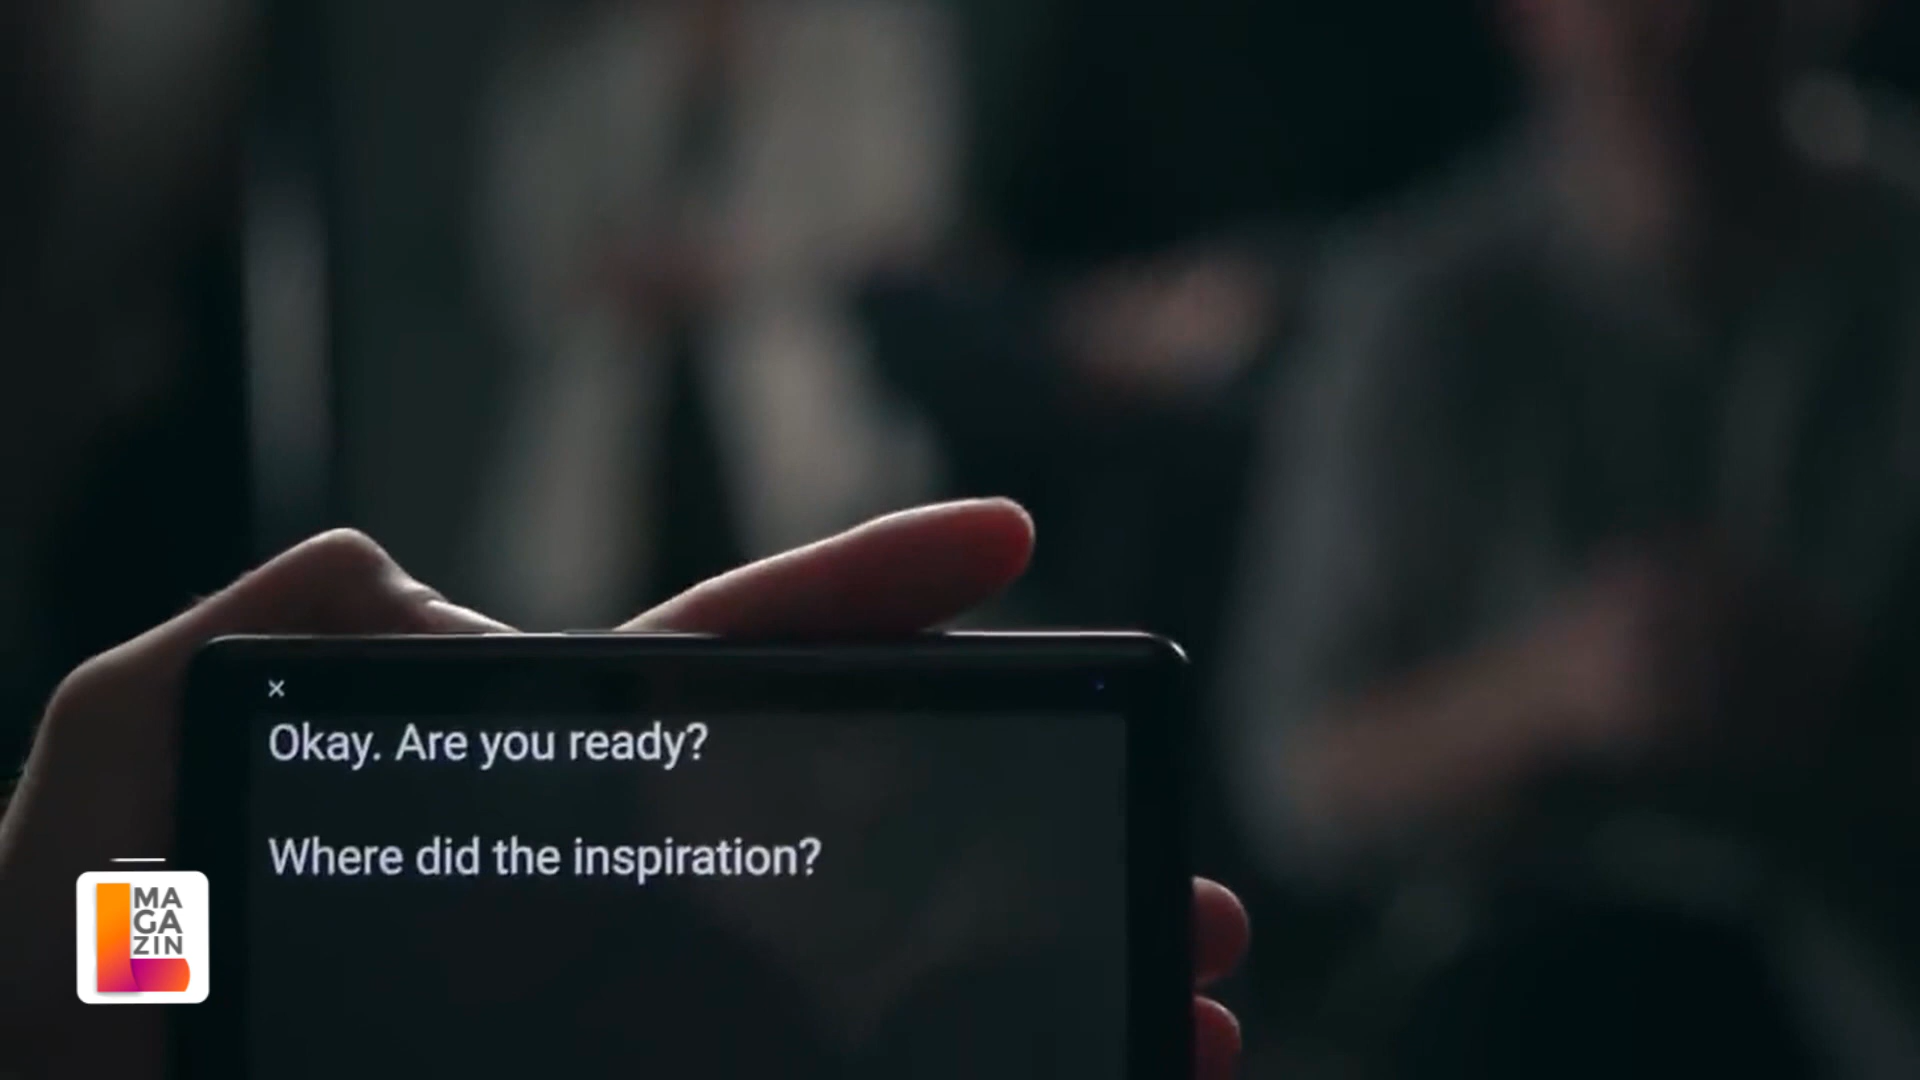 ×
Okay. Are you ready?
Where did the inspiration?
MA
GA
ZIN